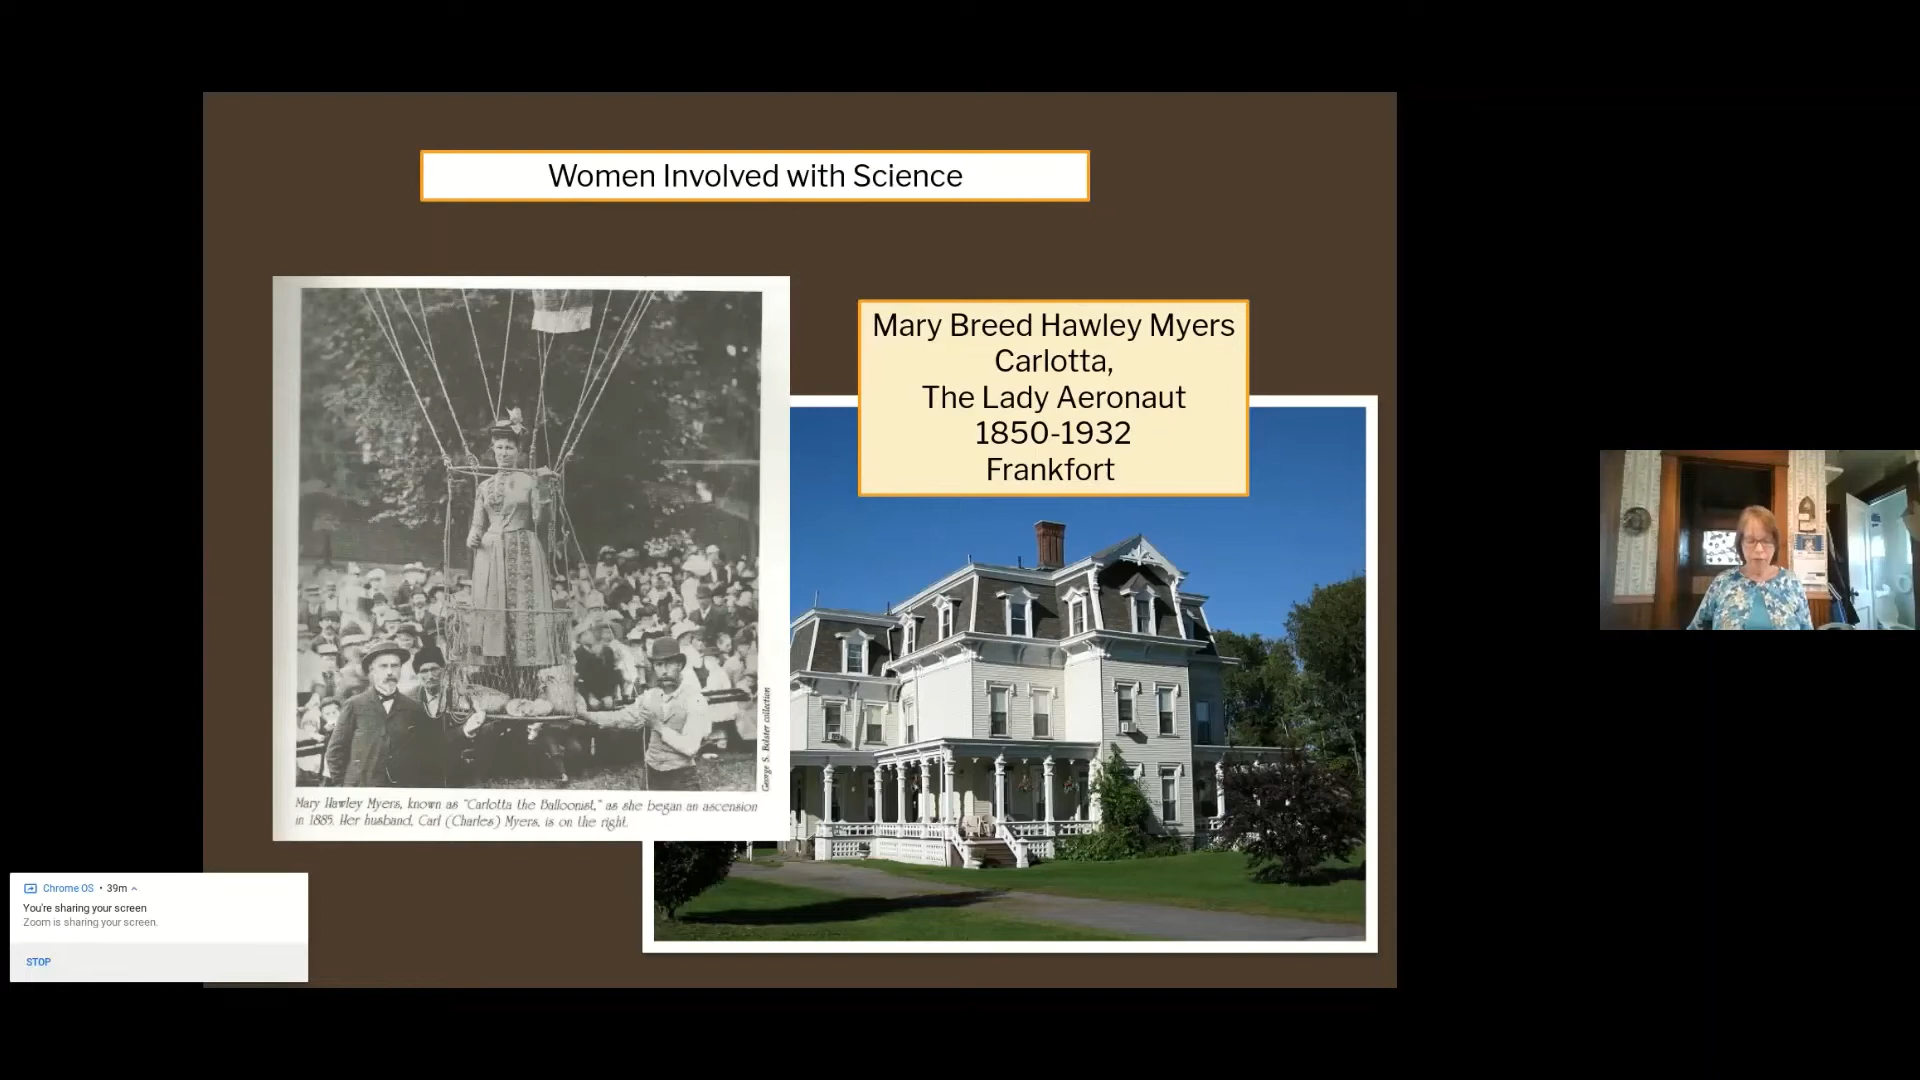 Women Involved with Science
Mary Breed Hawley Myers
Carlotta,
The Lady Aeronaut
1850-1932
Frankfort
George S. Bolster collection
Mary Hawley Myers, known as "Carlotta the Balloonist," as she began an ascension
in 1885. Her husband, Carl (Charles) Myers, is on the right.
Chrome OS • 39m
You're sharing your screen
Zoom is sharing your screen.
STOP